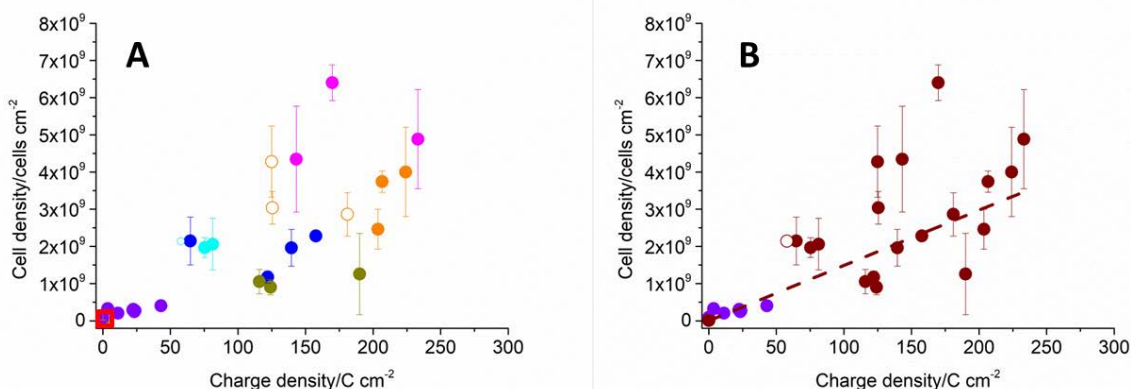 A
8x10⁹
7x10⁹
6x10⁹
5x10⁹
4x10⁹
3x10⁹
2x10⁹
1x10⁹
0
Cell density/cells cm⁻²
0 50 100 150 200 250 300
Charge density/C cm⁻²
B
8x10⁹
7x10⁹
6x10⁹
5x10⁹
4x10⁹
3x10⁹
2x10⁹
1x10⁹
0
Cell density/cells cm⁻²
0 50 100 150 200 250 300
Charge density/C cm⁻²